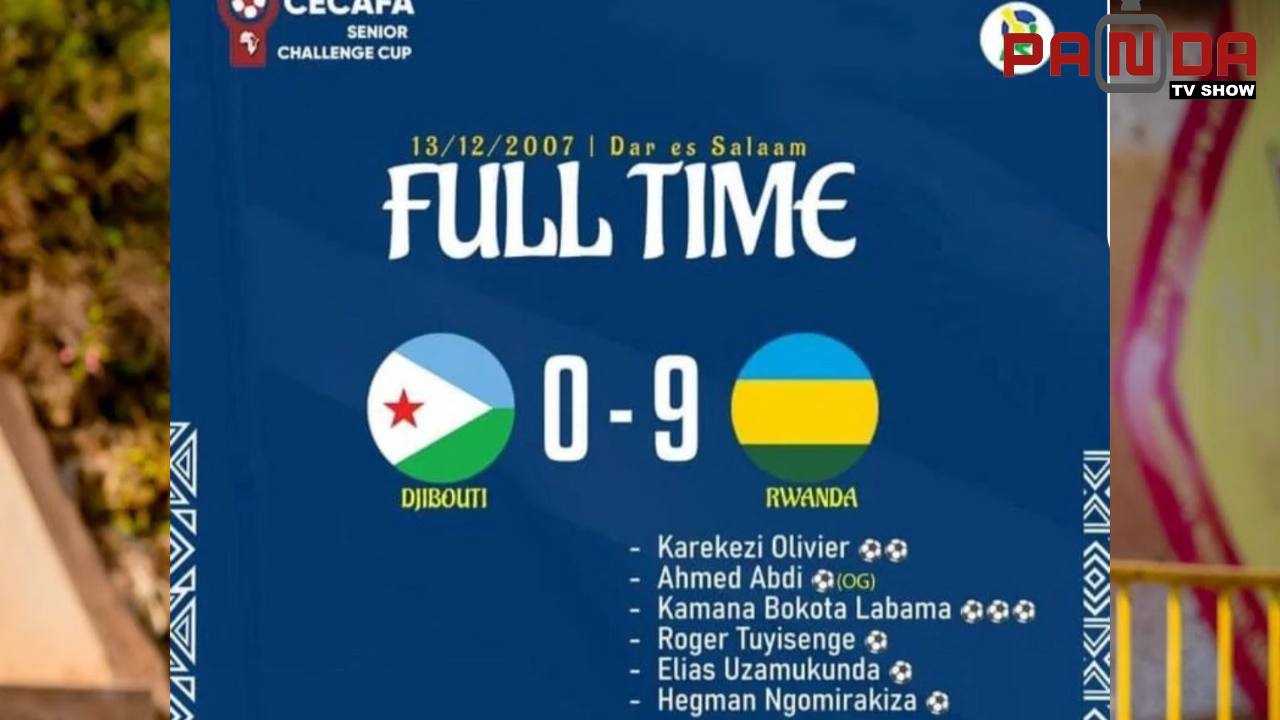 CECAFA
SENIOR
CHALLENGE CUP
PANDA
TV SHOW
13/12/2007 | Dar es Salaam
FULL TIME
0 - 9
DJIBOUTI
RWANDA
- Karekezi Olivier
- Ahmed Abdi (OG)
- Kamana Bokota Labama
- Roger Tuyisenge
- Elias Uzamukunda
- Hegman Ngomirakiza